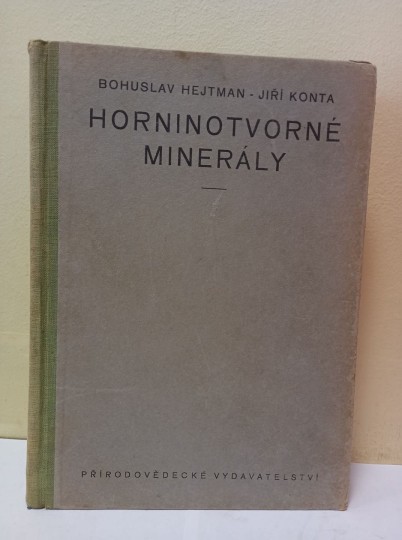 BOHUSLAV HEJTMAN - JIŘÍ KONTA
HORNINOTVORNÉ
MINERÁLY
PŘÍRODOVĚDECKÉ VYDAVATELSTVÍ